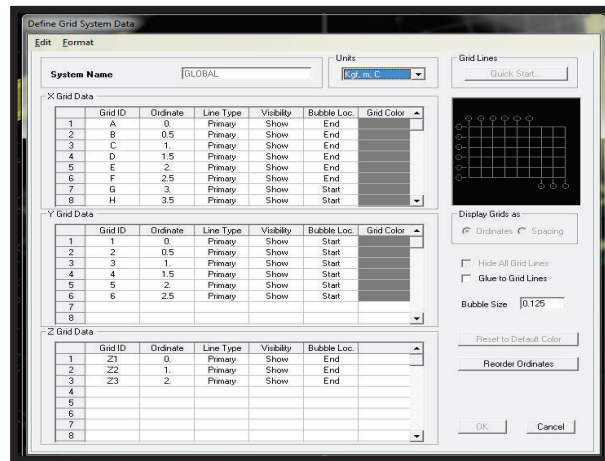 Define Grid System Data
Edit Format
System Name GLOBAL
Units
Kgf, m, C
Grid Lines
Quick Start...
X Grid Data
Grid ID Ordinate Line Type Visibility Bubble Loc. Grid Color
1 A 0. Primary Show End
2 B 0.5 Primary Show End
3 C 1. Primary Show End
4 D 1.5 Primary Show End
5 E 2. Primary Show End
6 F 2.5 Primary Show End
7 G 3. Primary Show Start
8 H 3.5 Primary Show Start
Y Grid Data
Grid ID Ordinate Line Type Visibility Bubble Loc. Grid Color
1 1 0. Primary Show Start
2 2 0.5 Primary Show Start
3 3 1. Primary Show Start
4 4 1.5 Primary Show Start
5 5 2. Primary Show Start
6 6 2.5 Primary Show Start
7
8
Display Grids as
Ordinates Spacing
Hide All Grid Lines
Glue to Grid Lines
Bubble Size 0.125
Z Grid Data
Grid ID Ordinate Line Type Visibility Bubble Loc.
1 Z1 0. Primary Show End
2 Z2 1. Primary Show End
3 Z3 2. Primary Show End
4
5
6
7
8
Reset to Default Color
Reorder Ordinates
OK Cancel